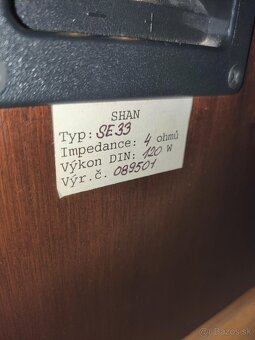 SHAN
Typ: SE33
Impedance: 4 ohmů
Výkon DIN: 120 W
Výr.č. 089501
Bazos.sk